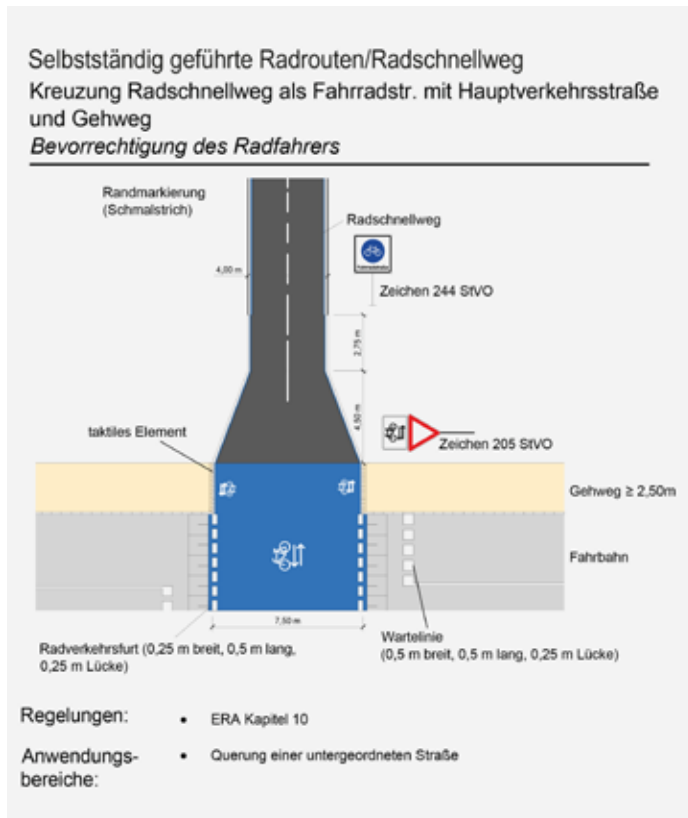 Selbstständig geführte Radrouten/Radschnellweg
Kreuzung Radschnellweg als Fahrradstr. mit Hauptverkehrsstraße
und Gehweg
Bevorrechtigung des Radfahrers
Randmarkierung
(Schmalstrich)
Radschnellweg
4,00 m
Fahrradstraße
Zeichen 244 StVO
2,75 m
4,50 m
taktiles Element
Zeichen 205 StVO
Gehweg ≥ 2,50m
Fahrbahn
7,50 m
Radverkehrsfurt (0,25 m breit, 0,5 m lang,
0,25 m Lücke)
Wartelinie
(0,5 m breit, 0,5 m lang, 0,25 m Lücke)
Regelungen:
• ERA Kapitel 10
Anwendungs-
bereiche:
• Querung einer untergeordneten Straße